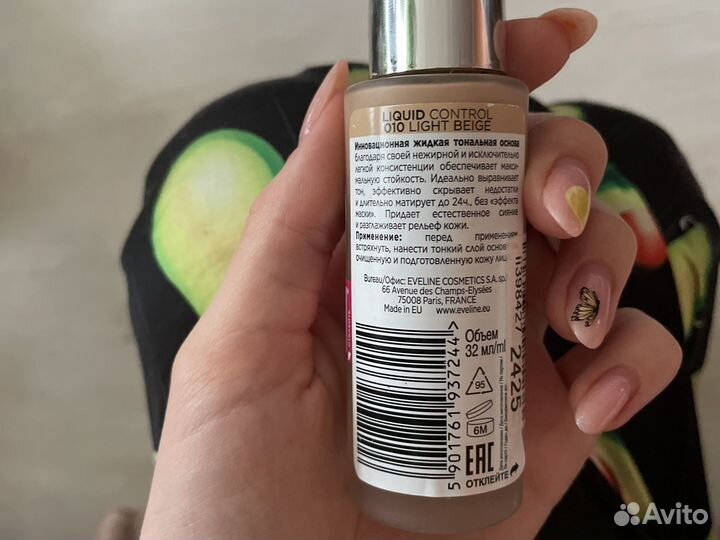 LIQUID CONTROL
010 LIGHT BEIGE
Инновационная жидкая тональная основа
благодаря своей нежирной и исключительно
легкой консистенции обеспечивает макси-
мальную стойкость. Идеально выравнивает
тон, эффективно скрывает недостатки
и длительно матирует до 24ч., без «эффекта
маски». Придает естественное сияние
и разглаживает рельеф кожи.
Применение: перед применением
встряхнуть, нанести тонкий слой основ
очищенную и подготовленную кожу лиц
Bureau/Офис: EVELINE COSMETICS S.A. sp.
66 Avenue des Champs-Elysées
75008 Paris, FRANCE
Made in EU www.eveline.eu
Объем
32 мл/ml
95
6M
EAC
ОТКЛЕЙТЕ
5 901761 937244 >
2425
Avito